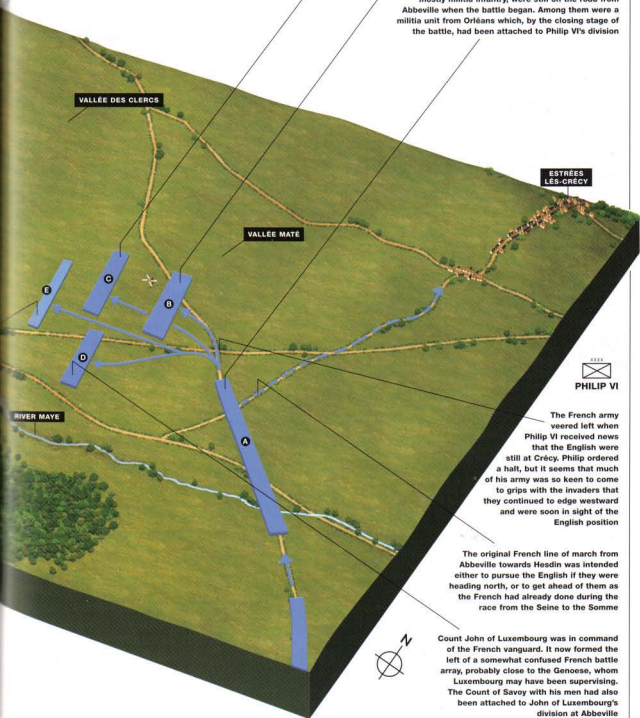 mostly militia infantry, were still on the road from
Abbeville when the battle began. Among them were a
militia unit from Orléans which, by the closing stage of
the battle, had been attached to Philip VI's division
VALLÉE DES CLERCS
ESTRÉES
LÈS-CRÉCY
VALLÉE MATÉ
E
C
B
D
A
RIVER MAYE
PHILIP VI
The French army
veered left when
Philip VI received news
that the English were
still at Crécy. Philip ordered
a halt, but it seems that much
of his army was so keen to come
to grips with the invaders that
they continued to edge westward
and were soon in sight of the
English position
The original French line of march from
Abbeville towards Hesdin was intended
either to pursue the English if they were
heading north, or to get ahead of them as
the French had already done during the
race from the Seine to the Somme
N
Count John of Luxembourg was in command
of the French vanguard. It now formed the
left of a somewhat confused French battle
array, probably close to the Genoese, whom
Luxembourg may have been supervising.
The Count of Savoy with his men had also
been attached to John of Luxembourg's
division at Abbeville